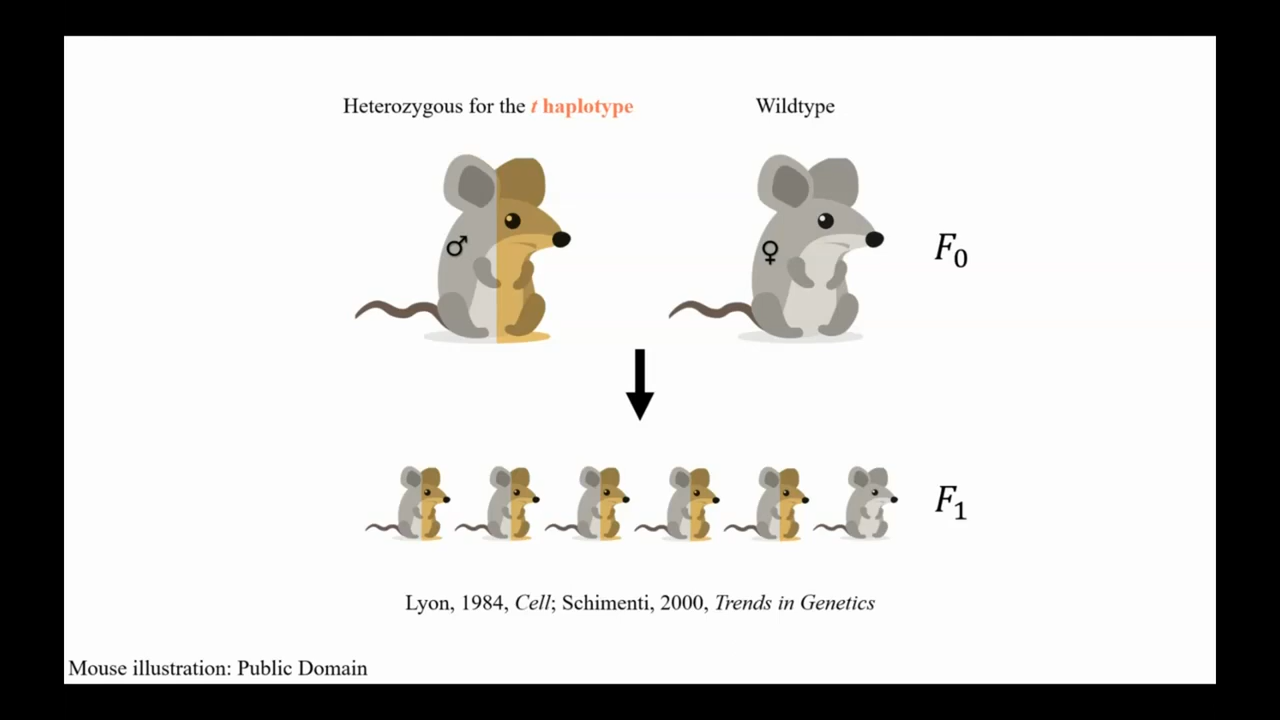 Heterozygous for the t haplotype
Wildtype
♂
♀
F₀
F₁
Lyon, 1984, Cell; Schimenti, 2000, Trends in Genetics
Mouse illustration: Public Domain